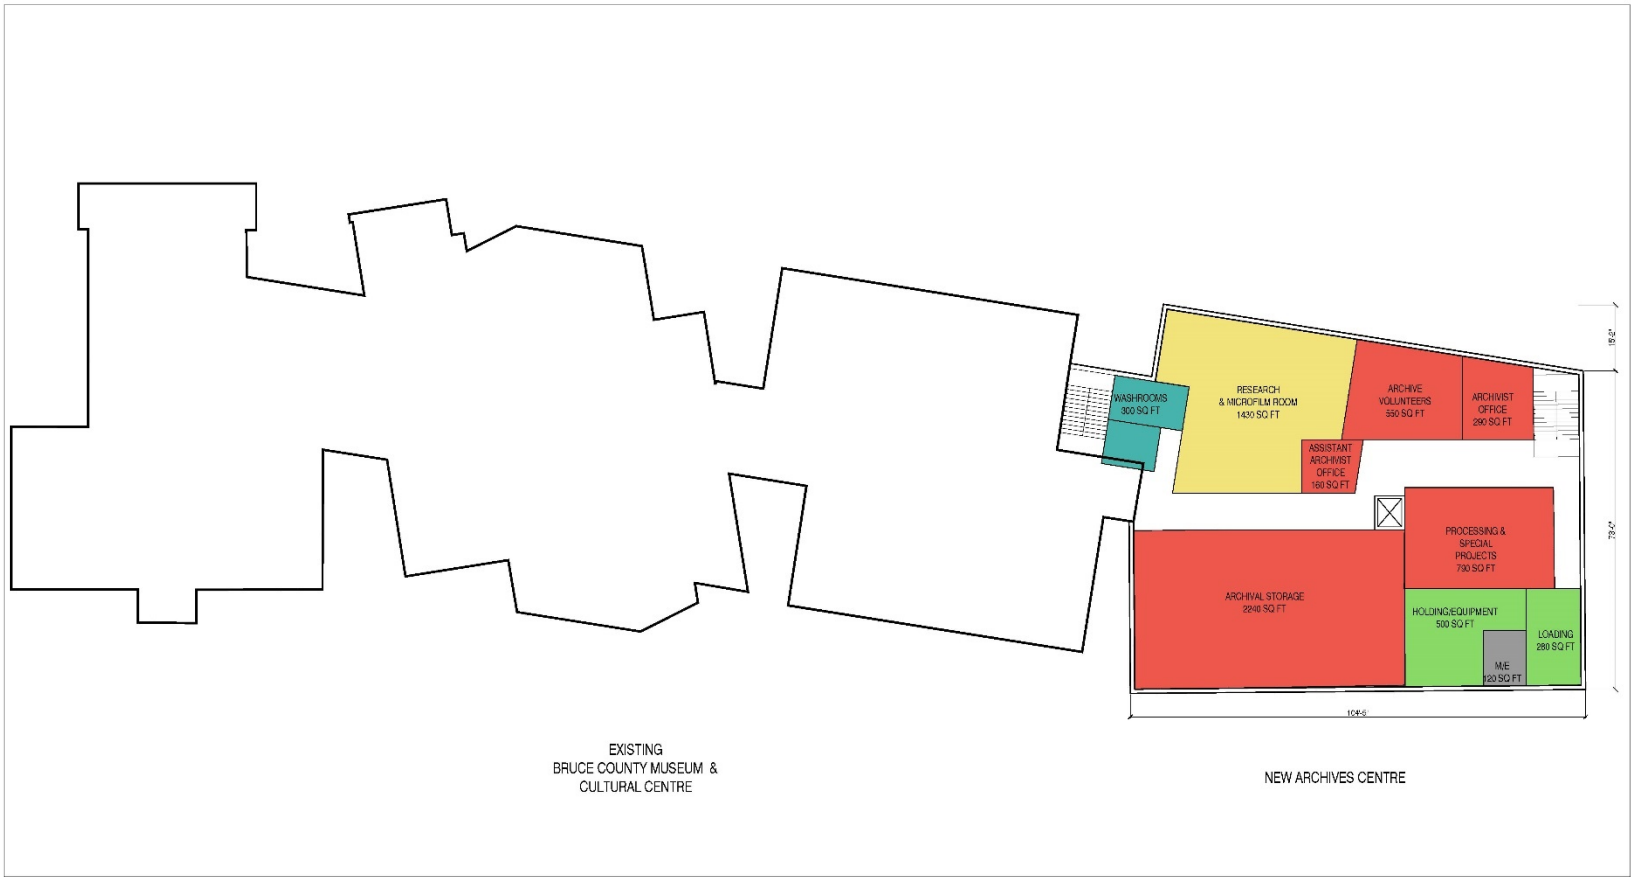 WASHROOMS
300 SQ FT
RESEARCH
& MICROFILM ROOM
1430 SQ FT
ARCHIVE
VOLUNTEERS
550 SQ FT
ARCHIVIST
OFFICE
290 SQ FT
ASSISTANT
ARCHIVIST
OFFICE
160 SQ FT
PROCESSING &
SPECIAL
PROJECTS
790 SQ FT
ARCHIVAL STORAGE
2240 SQ FT
HOLDING/EQUIPMENT
500 SQ FT
LOADING
280 SQ FT
M/E
120 SQ FT
73'-0"
EXISTING
BRUCE COUNTY MUSEUM &
CULTURAL CENTRE
NEW ARCHIVES CENTRE